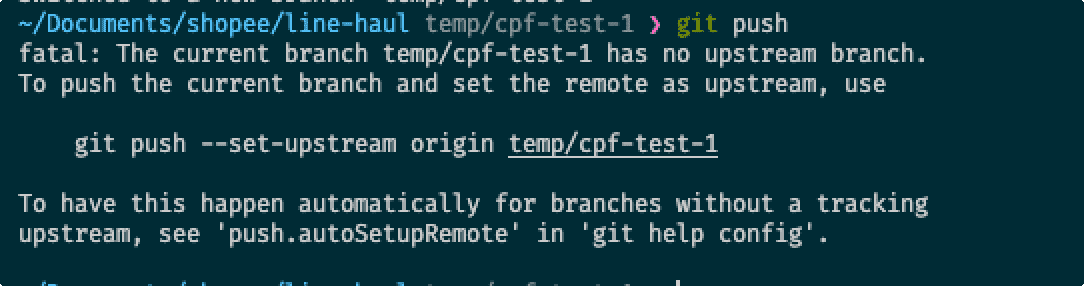 ~/Documents/shopee/line-haul temp/cpf-test-1 ❯ git push
fatal: The current branch temp/cpf-test-1 has no upstream branch.
To push the current branch and set the remote as upstream, use
git push --set-upstream origin temp/cpf-test-1
To have this happen automatically for branches without a tracking
upstream, see 'push.autoSetupRemote' in 'git help config'.